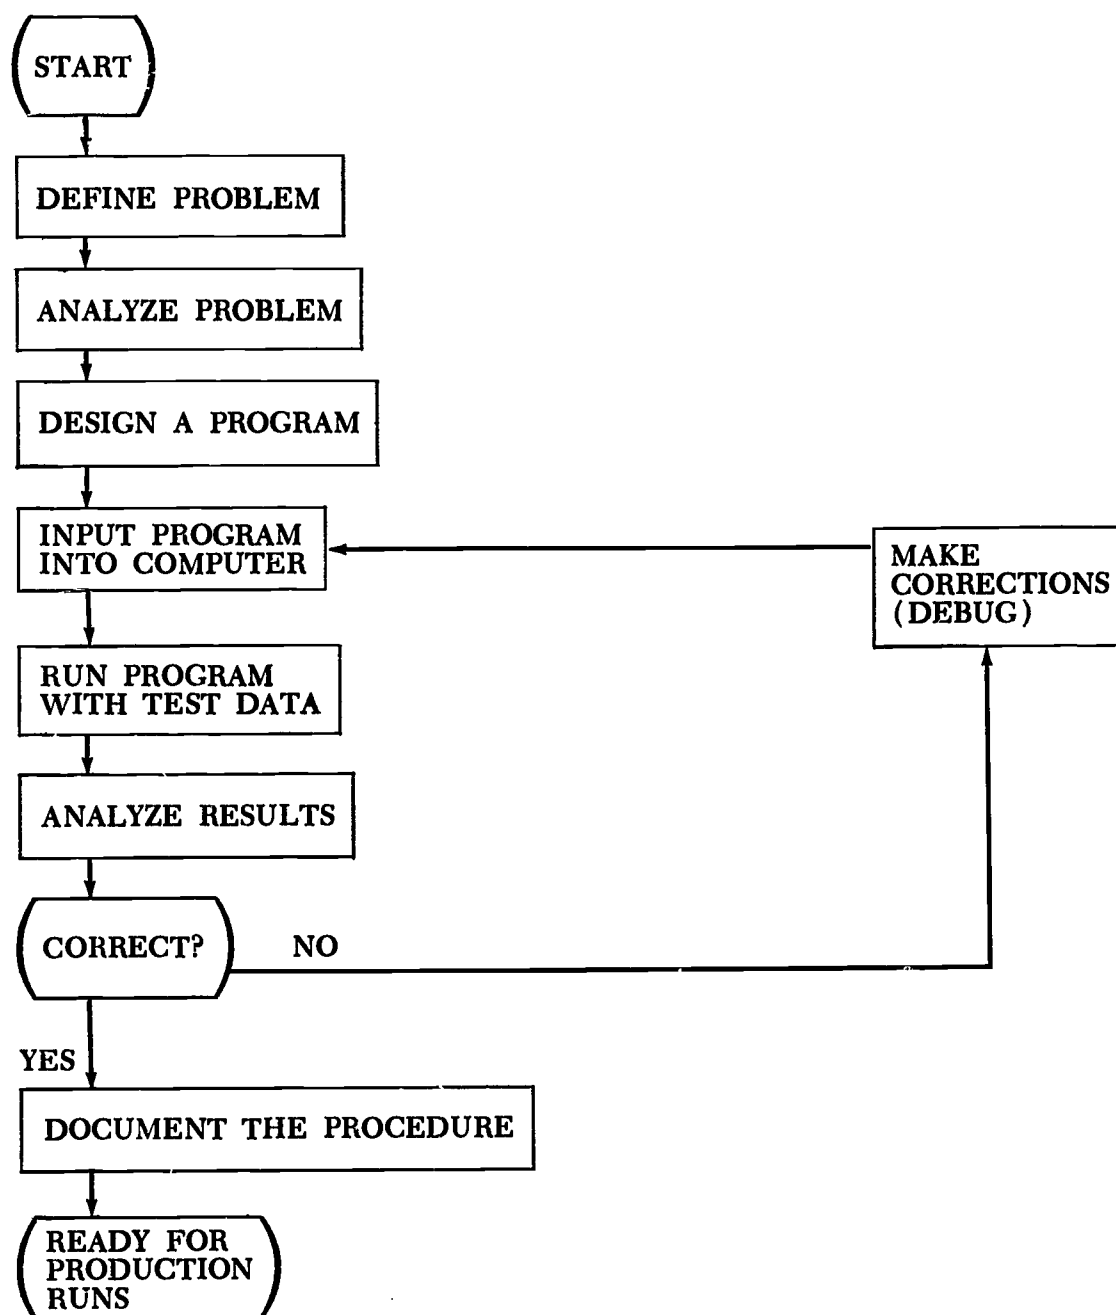 START
DEFINE PROBLEM
ANALYZE PROBLEM
DESIGN A PROGRAM
INPUT PROGRAM
INTO COMPUTER
MAKE
CORRECTIONS
(DEBUG)
RUN PROGRAM
WITH TEST DATA
ANALYZE RESULTS
CORRECT?
NO
YES
DOCUMENT THE PROCEDURE
READY FOR
PRODUCTION
RUNS